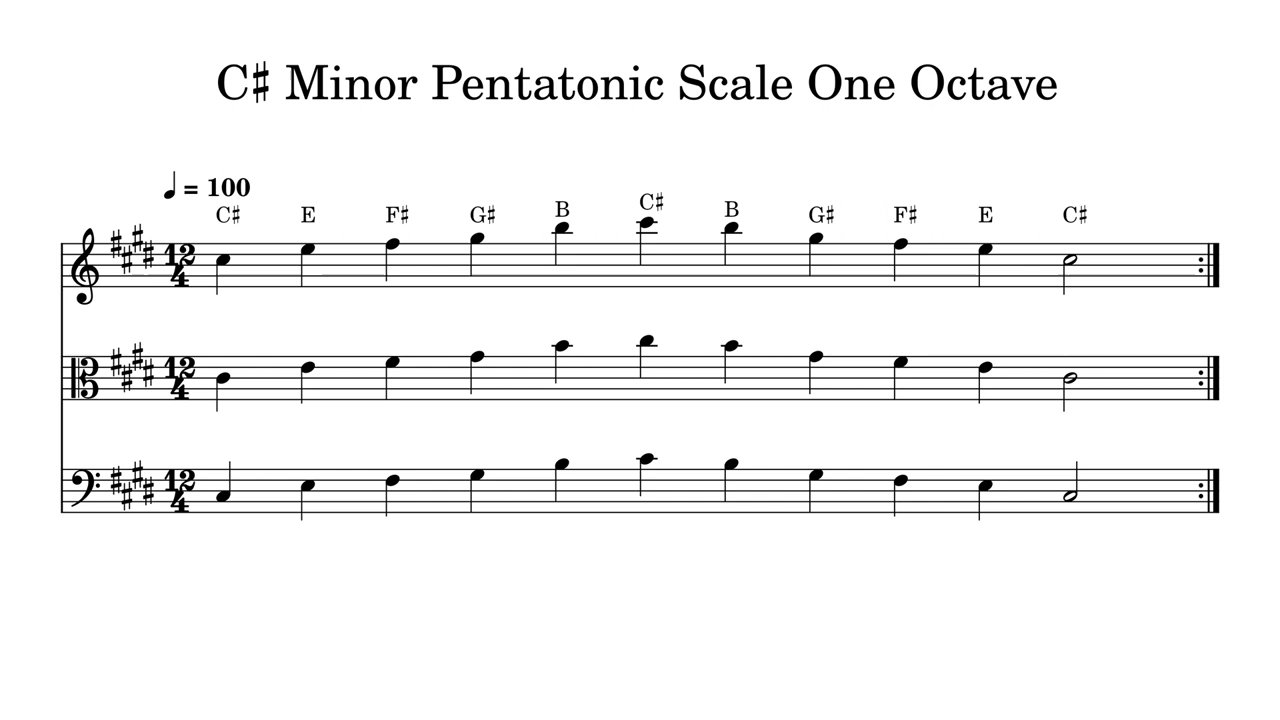 C♯ Minor Pentatonic Scale One Octave
♩ = 100
C♯ E F♯ G♯ B C♯ B G♯ F♯ E C♯
12
4
12
4
12
4